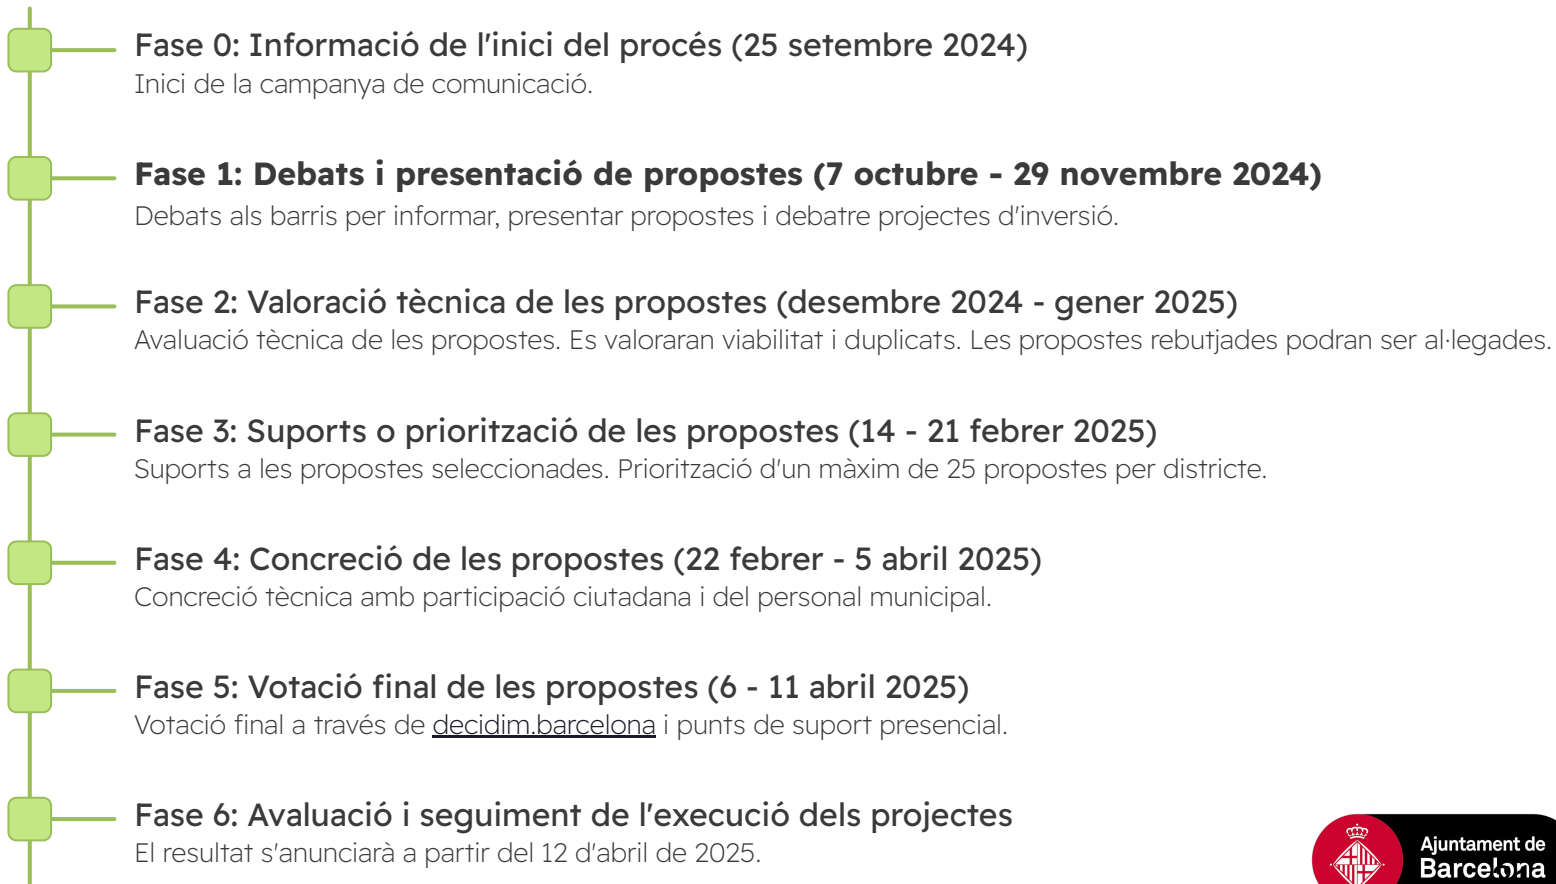 Fase 0: Informació de l'inici del procés (25 setembre 2024)
Inici de la campanya de comunicació.
Fase 1: Debats i presentació de propostes (7 octubre - 29 novembre 2024)
Debats als barris per informar, presentar propostes i debatre projectes d'inversió.
Fase 2: Valoració tècnica de les propostes (desembre 2024 - gener 2025)
Avaluació tècnica de les propostes. Es valoraran viabilitat i duplicats. Les propostes rebutjades podran ser al·legades.
Fase 3: Suports o priorització de les propostes (14 - 21 febrer 2025)
Suports a les propostes seleccionades. Priorització d'un màxim de 25 propostes per districte.
Fase 4: Concreció de les propostes (22 febrer - 5 abril 2025)
Concreció tècnica amb participació ciutadana i del personal municipal.
Fase 5: Votació final de les propostes (6 - 11 abril 2025)
Votació final a través de decidim.barcelona i punts de suport presencial.
Fase 6: Avaluació i seguiment de l'execució dels projectes
El resultat s'anunciarà a partir del 12 d'abril de 2025.
Ajuntament de
Barcelona